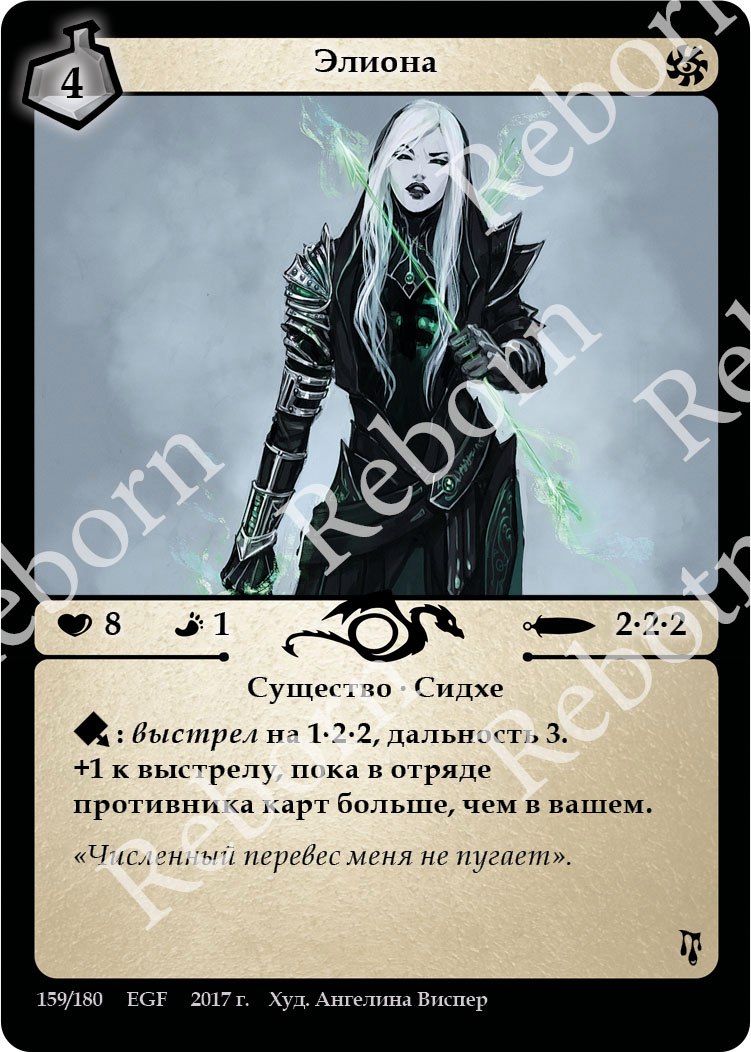 4
Элиона
8 1 2·2·2
Существо · Сидхе
: выстрел на 1·2·2, дальность 3.
+1 к выстрелу, пока в отряде
противника карт больше, чем в вашем.
«Численный перевес меня не пугает».
159/180 EGF 2017 г. Худ. Ангелина Виспер
Reborn
Reborn
Reborn
Reborn
Reborn
Rebotn
Reborn